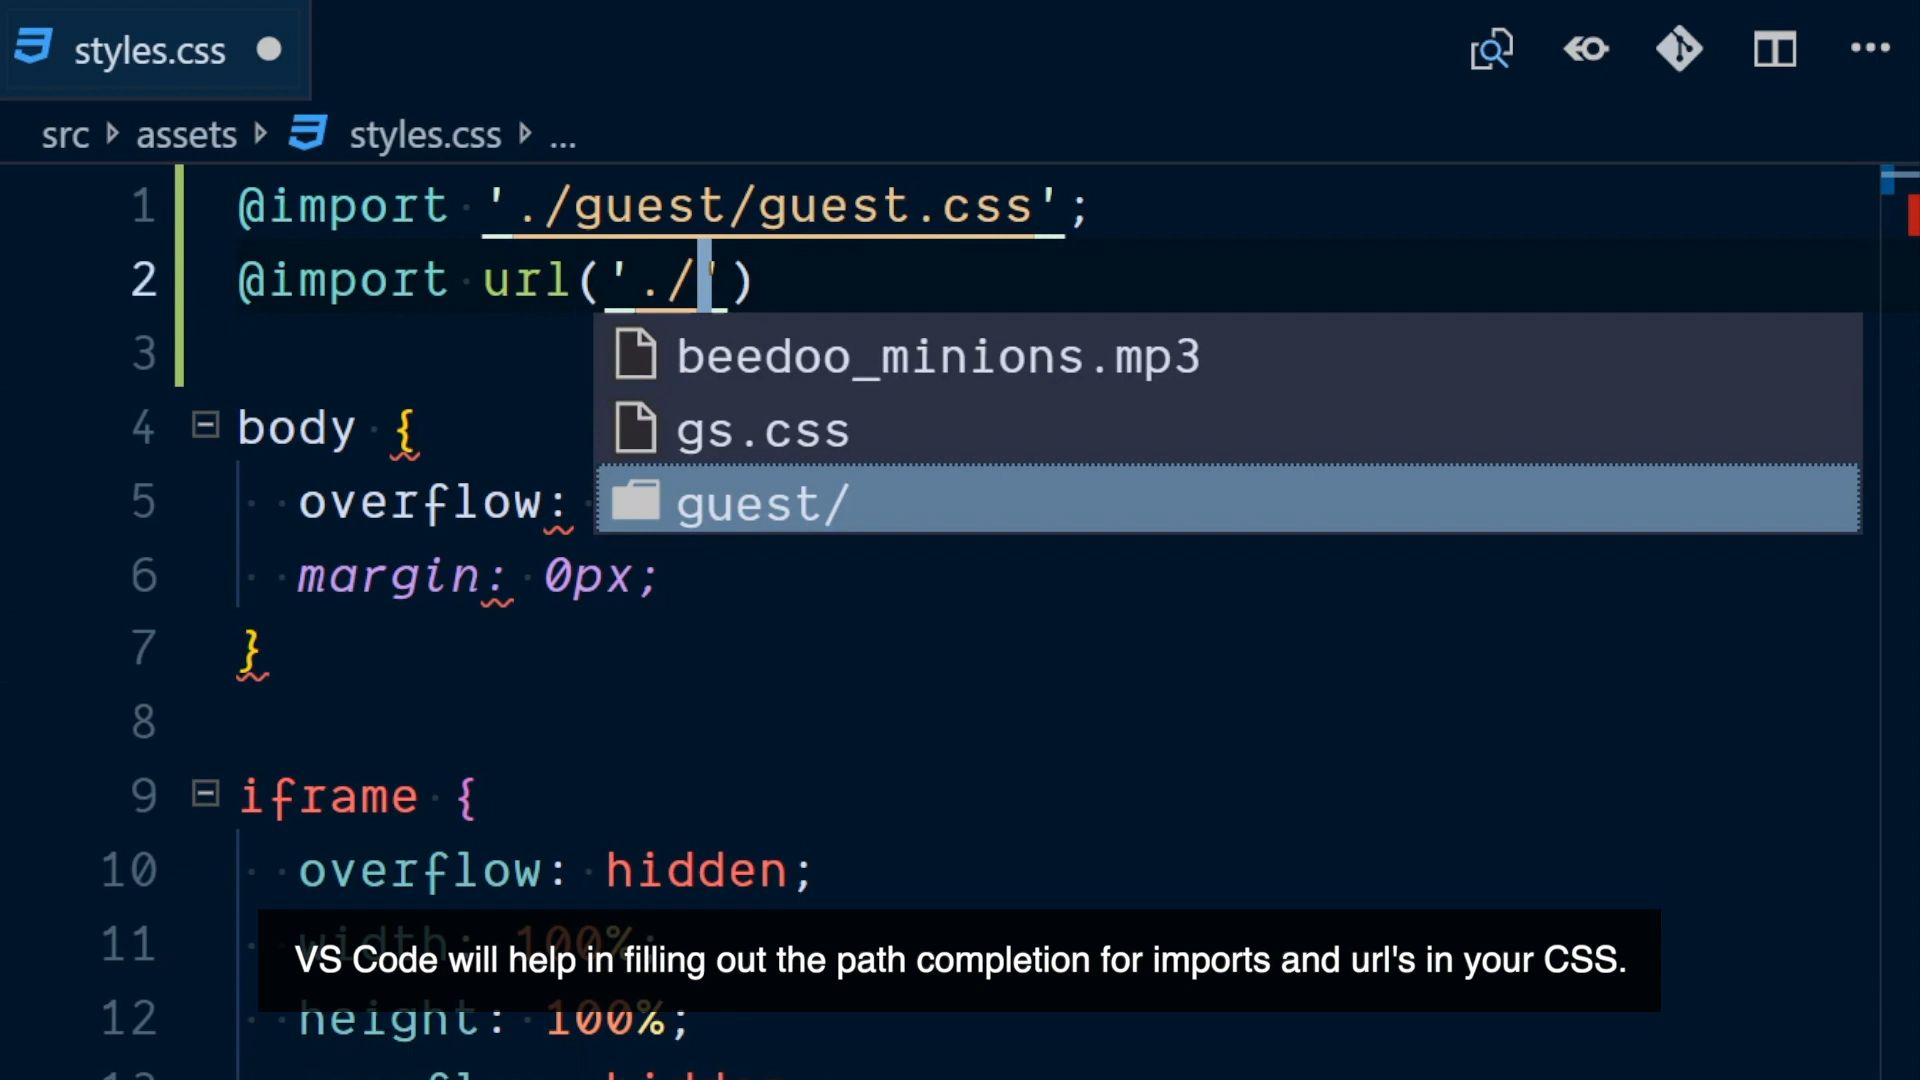 styles.css
src assets styles.css ...
1 @import './guest/guest.css';
2 @import url('./')
3
beedoo_minions.mp3
4 body {
gs.css
5 overflow:
guest/
6 margin: 0px;
7 }
8
9 iframe {
10 overflow: hidden;
11 width: 100%;
VS Code will help in filling out the path completion for imports and url's in your CSS.
12 height: 100%;